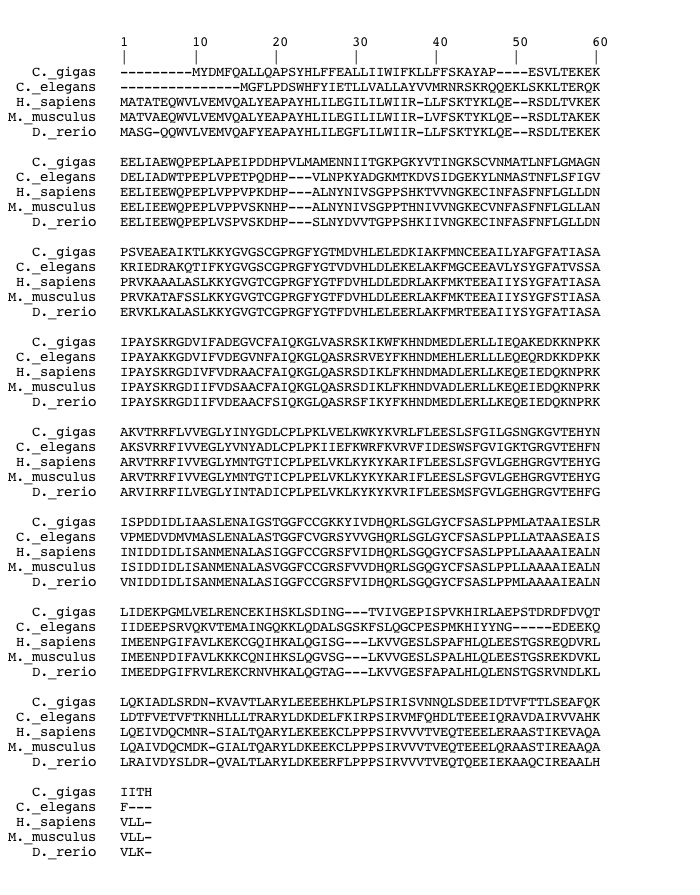 1 10 20 30 40 50 60
| | | | | | |
C._gigas ---------MYDMFQALLQAPSYHLFFEALLIIWIFKLLFFSKAYAP----ESVLTEKEK
C._elegans ---------------MGFLPDSWHFYIETLLVALLAYVVMRNRSKRQQEKLSKKLTERQK
H._sapiens MATATEQWVLVEMVQALYEAPAYHLILEGILILWIIR-LLFSKTYKLQE--RSDLTVKEK
M._musculus MATVAEQWVLVEMVQALYEAPAYHLILEGILILWIIR-LVFSKTYKLQE--RSDLTAKEK
D._rerio MASG-QQWVLVEMVQAFYEAPAYHLILEGILILWIIR-LLFSKTYKLQE--RSDLTEKEK
C._gigas EELIAEWQPEPLAPEIPDDHPVLMAMENNIITGKPGKYVTINGKSCVNMATLNFLGMAGN
C._elegans DELIADWTPEPLVPETPQDHP---VLNPKYADGKMTKDVSIDGEKYLNMASTNFLSFIGV
H._sapiens EELIEEWQPEPLVPPVPKDHP---ALNYNIVSGPPSHKTVVNGKECINFASFNFLGLLDN
M._musculus EELIEEWQPEPLVPPVSKNHP---ALNYNIVSGPPTHNIVVNGKECVNFASFNFLGLLAN
D._rerio EELIEEWQPEPLVSPVSKDHP---SLNYDVVTGPPSHKIIVNGKECINFASFNFLGLLDN
C._gigas PSVEAEAIKTLKKYGVGSCGPRGFYGTMDVHLELEDKIAKFMNCEEAILYAFGFATIASA
C._elegans KRIEDRAKQTIFKYGVGSCGPRGFYGTVDVHLDLEKELAKFMGCEEAVLYSYGFATVSSA
H._sapiens PRVKAAALASLKKYGVGTCGPRGFYGTFDVHLDLEDRLAKFMKTEEAIIYSYGFATIASA
M._musculus PRVKATAFSSLKKYGVGTCGPRGFYGTFDVHLDLEERLAKFMKTEEAIIYSYGFSTIASA
D._rerio ERVKLKALASLKKYGVGTCGPRGFYGTFDVHLELEERLAKFMRTEEAIIYSYGFATIASA
C._gigas IPAYSKRGDVIFADEGVCFAIQKGLVASRSKIKWFKHNDMEDLERLLIEQAKEDKKNPKK
C._elegans IPAYAKKGDVIFVDEGVNFAIQKGLQASRSRVEYFKHNDMEHLERLLLEQEQRDKKDPKK
H._sapiens IPAYSKRGDIVFVDRAACFAIQKGLQASRSDIKLFKHNDMADLERLLKEQEIEDQKNPRK
M._musculus IPAYSKRGDIIFVDSAACFAIQKGLQASRSDIKLFKHNDVADLERLLKEQEIEDQKNPRK
D._rerio IPAYSKRGDIIFVDEAACFSIQKGLQASRSFIKYFKHNDMEDLERLLKEQEIEDQKNPRK
C._gigas AKVTRRFLVVEGLYINYGDLCPLPKLVELKWKYKVRLFLEESLSFGILGSNGKGVTEHYN
C._elegans AKSVRRFIVVEGLYVNYADLCPLPKIIEFKWRFKVRVFIDESWSFGVIGKTGRGVTEHFN
H._sapiens ARVTRRFIVVEGLYMNTGTICPLPELVKLKYKYKARIFLEESLSFGVLGEHGRGVTEHYG
M._musculus ARVTRRFIVVEGLYMNTGTICPLPELVKLKYKYKARIFLEESLSFGVLGEHGRGVTEHYG
D._rerio ARVIRRFILVEGLYINTADICPLPELVKLKYKYKVRIFLEESMSFGVLGEHGRGVTEHFG
C._gigas ISPDDIDLIAASLENAIGSTGGFCCGKKYIVDHQRLSGLGYCFSASLPPMLATAAIESLR
C._elegans VPMEDVDMVMASLENALASTGGFCVGRSYVVGHQRLSGLGYCFSASLPPLLATAASEAIS
H._sapiens INIDDIDLISANMENALASIGGFCCGRSFVIDHQRLSGQGYCFSASLPPLLAAAAIEALN
M._musculus ISIDDIDLISANMENALASVGGFCCGRSFVVDHQRLSGQGYCFSASLPPLLAAAAIEALN
D._rerio VNIDDIDLISANMENALASIGGFCCGRSFVIDHQRLSGQGYCFSASLPPMLAAAAIEALN
C._gigas LIDEKPGMLVELRENCEKIHSKLSDING---TVIVGEPISPVKHIRLAEPSTDRDFDVQT
C._elegans IIDEEPSRVQKVTEMAINGQKKLQDALSGSKFSLQGCPESPMKHIYYNG-----EDEEKQ
H._sapiens IMEENPGIFAVLKEKCGQIHKALQGISG---LKVVGESLSPAFHLQLEESTGSREQDVRL
M._musculus IMEENPDIFAVLKKKCQNIHKSLQGVSG---LKVVGESLSPALHLQLEESTGSREKDVKL
D._rerio IMEEDPGIFRVLREKCRNVHKALQGTAG---LKVVGESFAPALHLQLENSTGSRVNDLKL
C._gigas LQKIADLSRDN-KVAVTLARYLEEEEHKLPLPSIRISVNNQLSDEEIDTVFTTLSEAFQK
C._elegans LDTFVETVFTKNHLLLTRARYLDKDELFKIRPSIRVMFQHDLTEEEIQRAVDAIRVVAHK
H._sapiens LQEIVDQCMNR-SIALTQARYLEKEEKCLPPPSIRVVVTVEQTEEELERAASTIKEVAQA
M._musculus LQAIVDQCMDK-GIALTQARYLDKEEKCLPPPSIRVVVTVEQTEEELQRAASTIREAAQA
D._rerio LRAIVDYSLDR-QVALTLARYLDKEERFLPPPSIRVVVTVEQTQEEIEKAAQCIREAALH
C._gigas IITH
C._elegans F---
H._sapiens VLL-
M._musculus VLL-
D._rerio VLK-